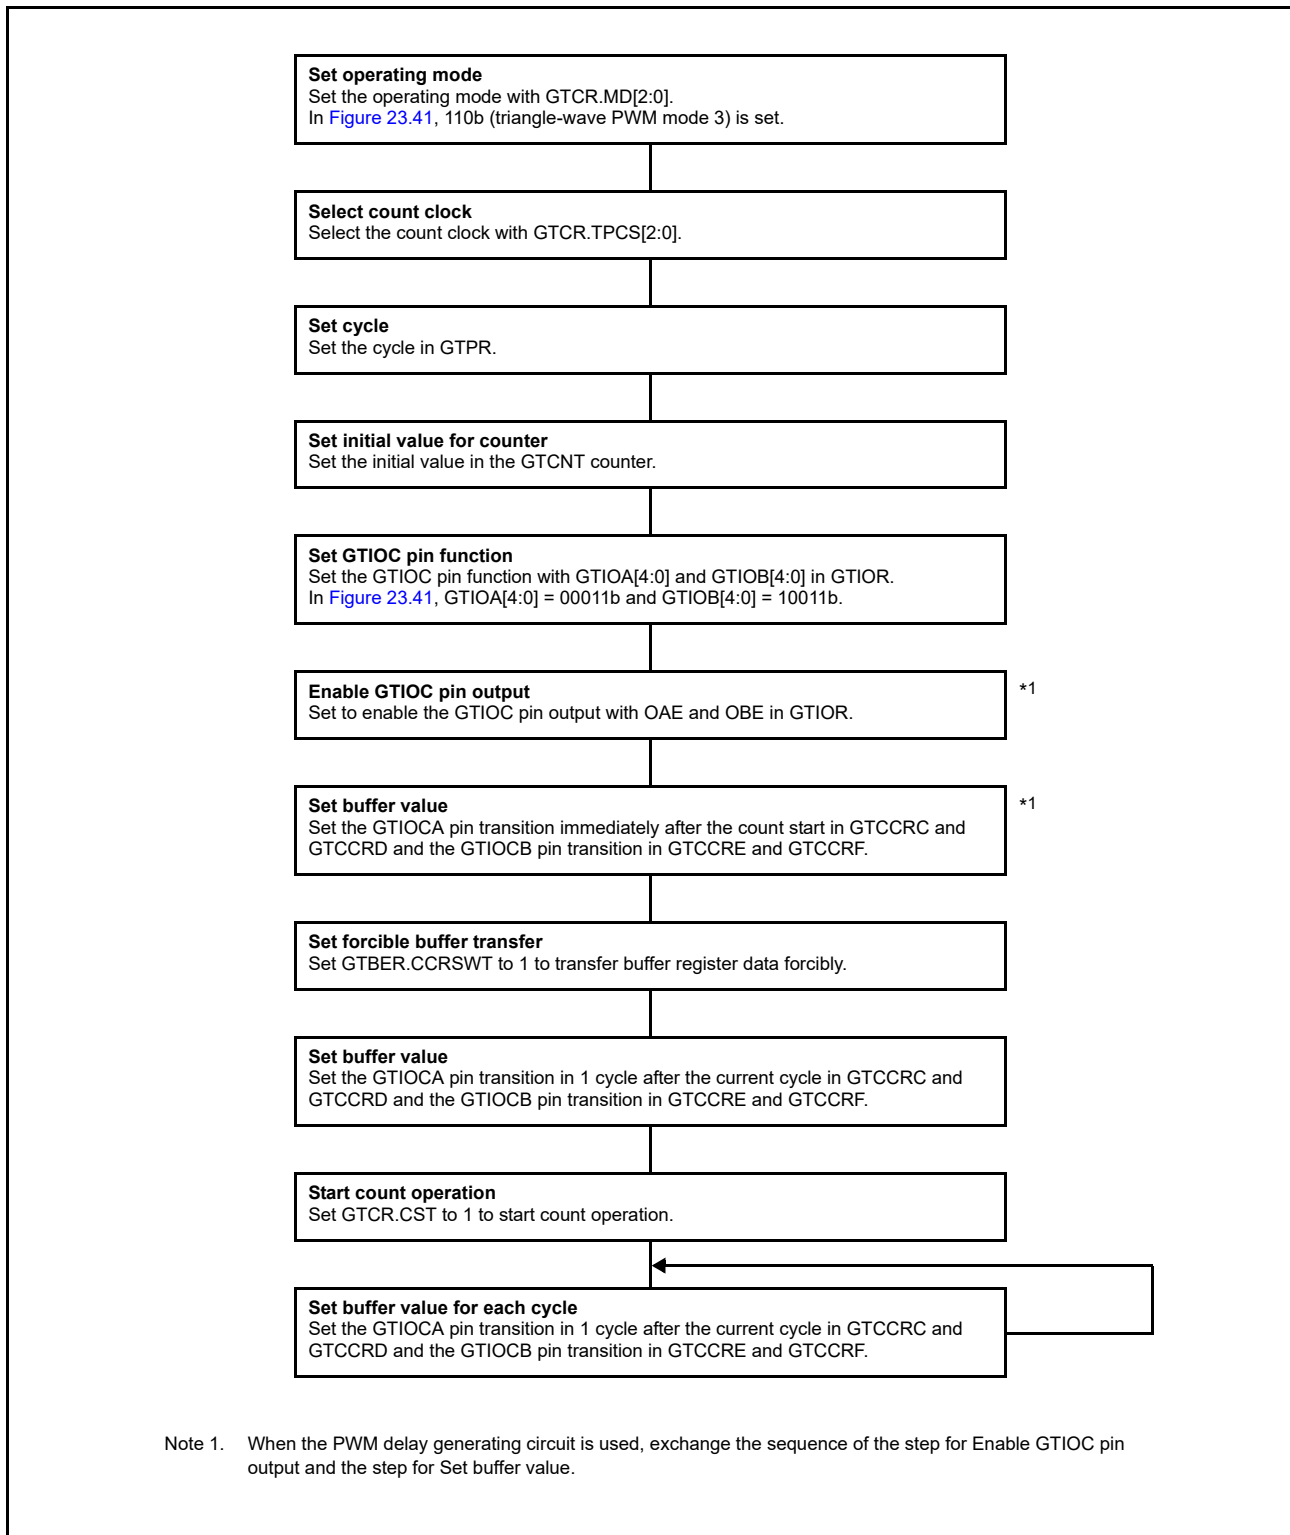 Set operating mode
Set the operating mode with GTCR.MD[2:0].
In Figure 23.41, 110b (triangle-wave PWM mode 3) is set.
Select count clock
Select the count clock with GTCR.TPCS[2:0].
Set cycle
Set the cycle in GTPR.
Set initial value for counter
Set the initial value in the GTCNT counter.
Set GTIOC pin function
Set the GTIOC pin function with GTIOA[4:0] and GTIOB[4:0] in GTIOR.
In Figure 23.41, GTIOA[4:0] = 00011b and GTIOB[4:0] = 10011b.
Enable GTIOC pin output *1
Set to enable the GTIOC pin output with OAE and OBE in GTIOR.
Set buffer value *1
Set the GTIOCA pin transition immediately after the count start in GTCCRC and
GTCCRD and the GTIOCB pin transition in GTCCRE and GTCCRF.
Set forcible buffer transfer
Set GTBER.CCRSWT to 1 to transfer buffer register data forcibly.
Set buffer value
Set the GTIOCA pin transition in 1 cycle after the current cycle in GTCCRC and
GTCCRD and the GTIOCB pin transition in GTCCRE and GTCCRF.
Start count operation
Set GTCR.CST to 1 to start count operation.
Set buffer value for each cycle
Set the GTIOCA pin transition in 1 cycle after the current cycle in GTCCRC and
GTCCRD and the GTIOCB pin transition in GTCCRE and GTCCRF.
Note 1. When the PWM delay generating circuit is used, exchange the sequence of the step for Enable GTIOC pin
output and the step for Set buffer value.